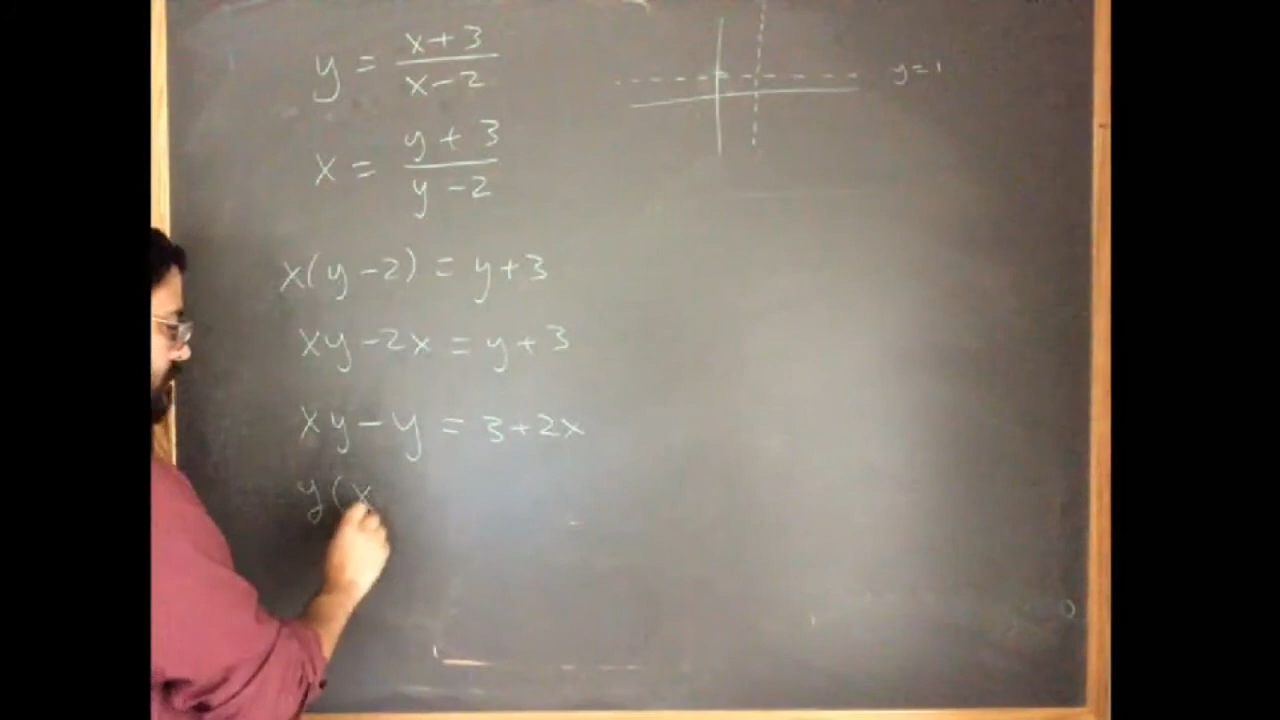 y = x+3 / x-2
y = 1
x = y+3 / y-2
x(y-2) = y+3
xy-2x = y+3
xy-y = 3+2x
y(x